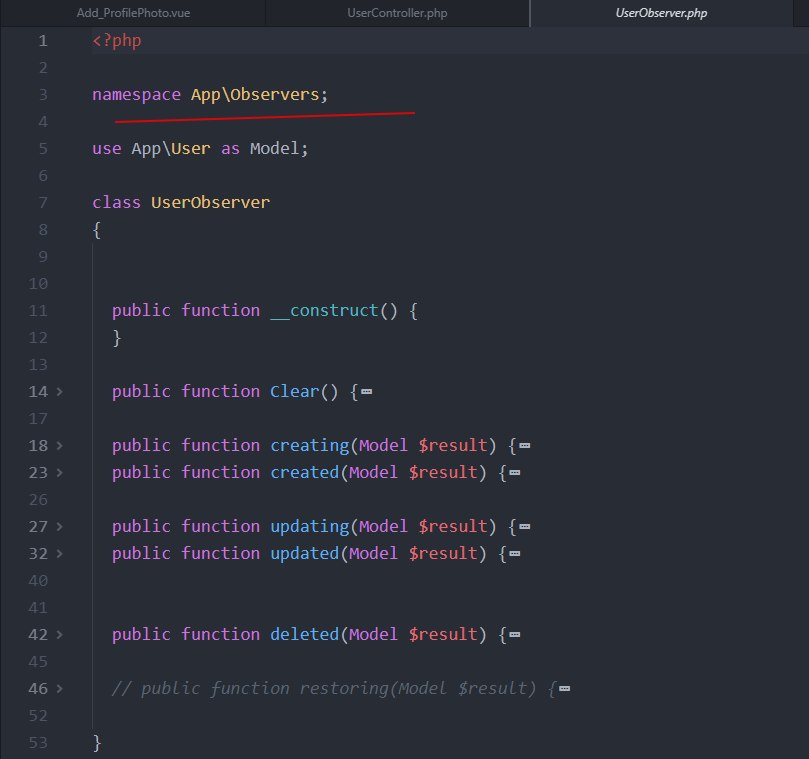 Add_ProfilePhoto.vue UserController.php UserObserver.php
1 <?php
2
3 namespace App\Observers;
4
5 use App\User as Model;
6
7 class UserObserver
8 {
9
10
11 public function __construct() {
12 }
13
14 public function Clear() {
17
18 public function creating(Model $result) {
23 public function created(Model $result) {
26
27 public function updating(Model $result) {
32 public function updated(Model $result) {
40
41
42 public function deleted(Model $result) {
45
46 // public function restoring(Model $result) {
52
53 }